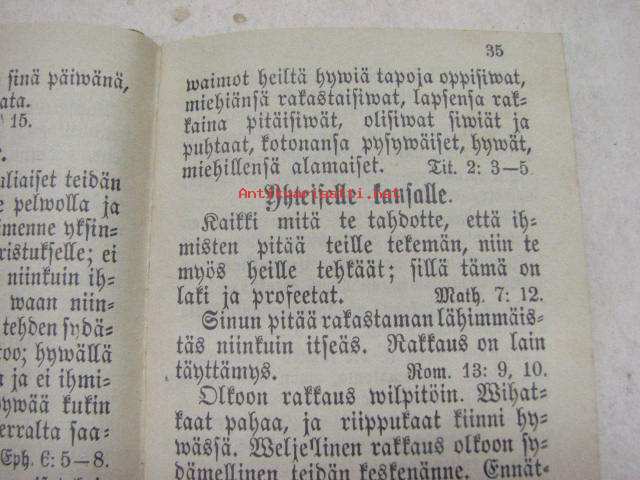 sinä päiwänä,
ata.
15.
uliaiset teidän
pelwolla ja
imenne yksin=
ristukselle; ei
niinkuin ih=
waan niin=
tehden sydä=
too; hywällä
ja ei ihmi=
ywää kukin
erralta saa=
Eph. 6: 5—8.
35
waimot heiltä hywiä tapoja oppisiwat,
miehiänsä rakastaisiwat, lapsensa rak=
kaina pitäisiwät, olisiwat siwiät ja
puhtaat, kotonansa pysywäiset, hywät,
miehillensä alamaiset. Tit. 2: 3—5.
Yhteiselle kansalle.
Kaikki mitä te tahdotte, että ih=
misten pitää teille tekemän, niin te
myös heille tehkäät; sillä tämä on
laki ja profeetat. Math. 7: 12.
Sinun pitää rakastaman lähimmäis=
täs niinkuin itseäs. Rakkaus on lain
täyttämys. Rom. 13: 9, 10.
Olkoon rakkaus wilpitöin. Wihat=
kaat pahaa, ja riippukaat kiinni hy=
wässä. Weljellinen rakkaus olkoon sy=
dämellinen teidän keskenänne. Ennät=